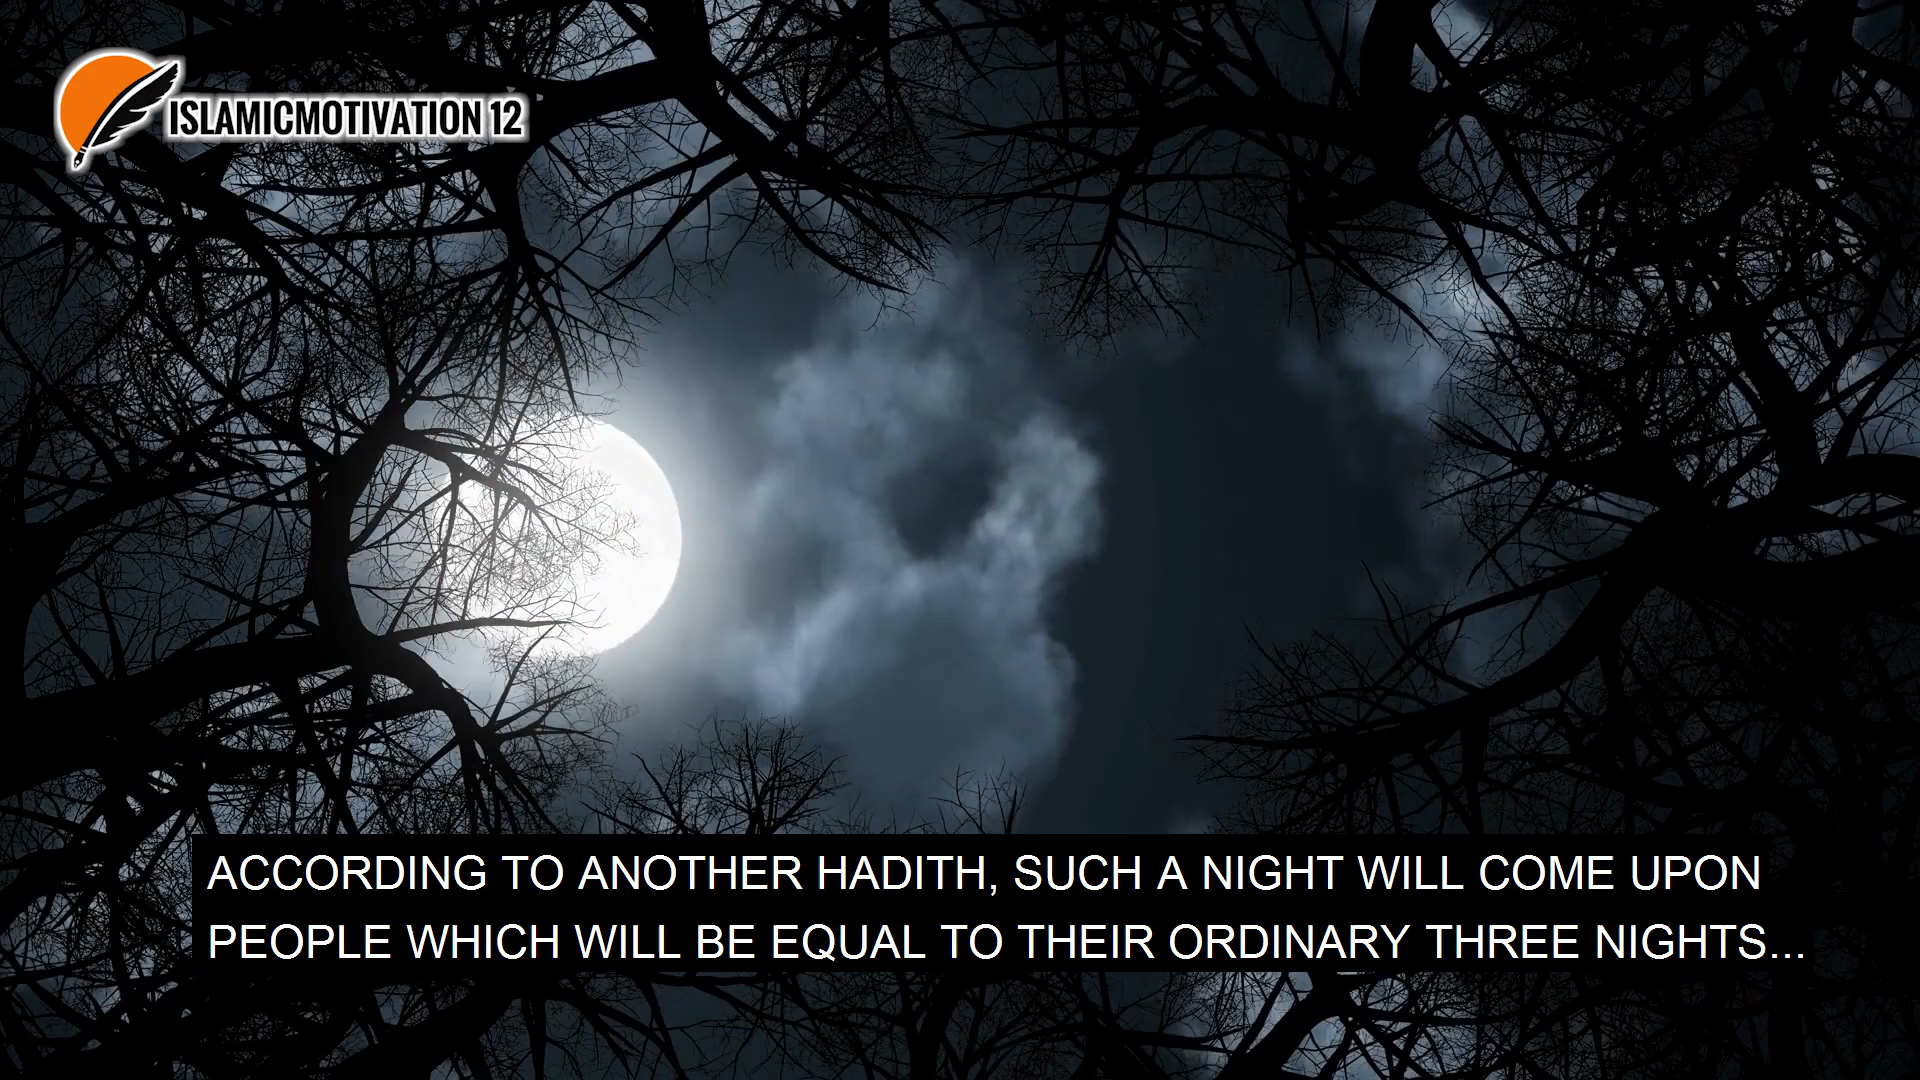 ISLAMICMOTIVATION 12
ACCORDING TO ANOTHER HADITH, SUCH A NIGHT WILL COME UPON
PEOPLE WHICH WILL BE EQUAL TO THEIR ORDINARY THREE NIGHTS...